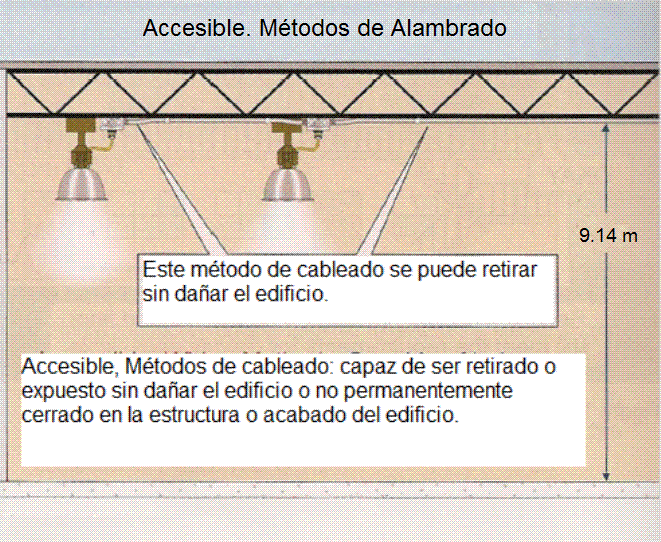 Accesible. Métodos de Alambrado
9.14 m
Este método de cableado se puede retirar
sin dañar el edificio.
Accesible, Métodos de cableado: capaz de ser retirado o
expuesto sin dañar el edificio o no permanentemente
cerrado en la estructura o acabado del edificio.